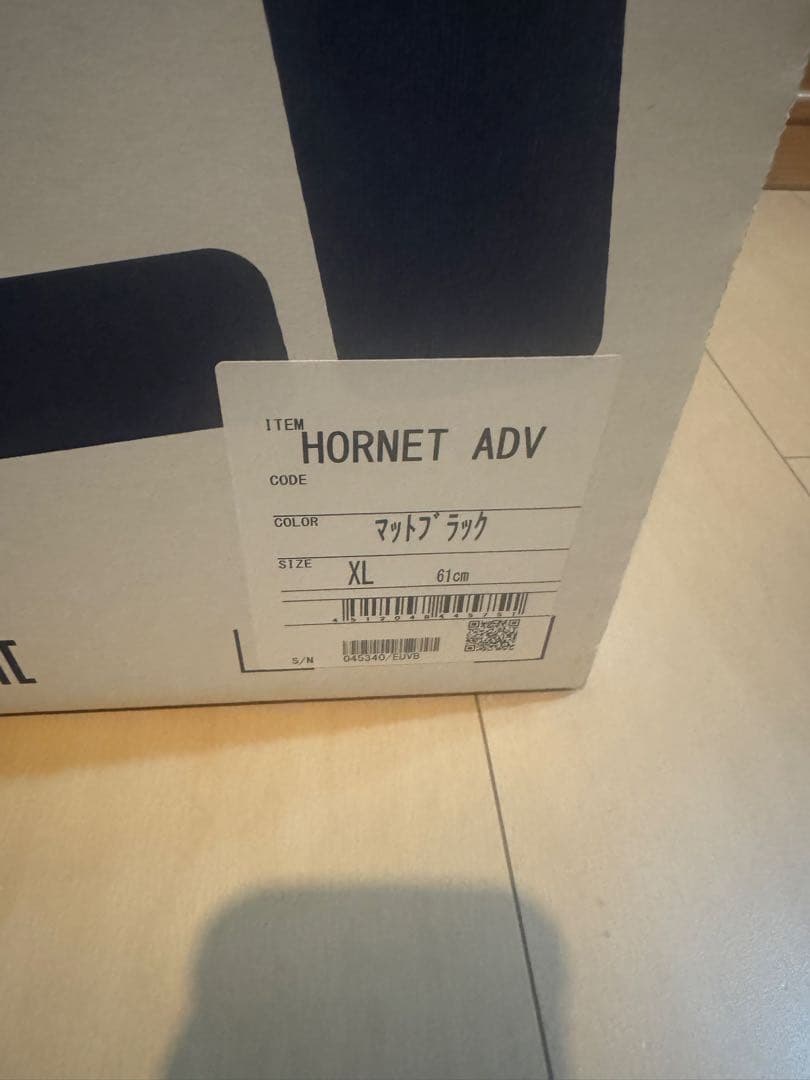 ITEM
HORNET ADV
CODE
COLOR マットブラック
SIZE XL 61cm
S/N 045340/EUVB